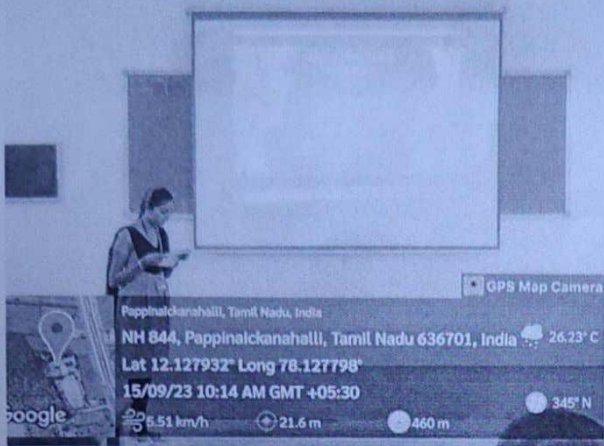 GPS Map Camera
Pappinaickanahalli, Tamil Nadu, India
NH 844, Pappinaickanahalli, Tamil Nadu 636701, India
26.23° C
Lat 12.127932° Long 78.127798°
15/09/23 10:14 AM GMT +05:30
5.51 km/h
21.6 m
460 m
345° N
Google